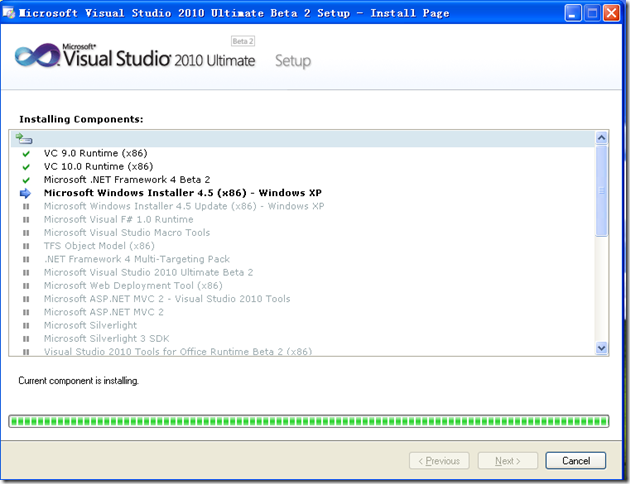 Microsoft Visual Studio 2010 Ultimate Beta 2 Setup - Install Page
Beta 2
Microsoft®
Visual Studio® 2010 Ultimate Setup
Installing Components:
VC 9.0 Runtime (x86)
VC 10.0 Runtime (x86)
Microsoft .NET Framework 4 Beta 2
Microsoft Windows Installer 4.5 (x86) - Windows XP
Microsoft Windows Installer 4.5 Update (x86) - Windows XP
Microsoft Visual F# 1.0 Runtime
Microsoft Visual Studio Macro Tools
TFS Object Model (x86)
.NET Framework 4 Multi-Targeting Pack
Microsoft Visual Studio 2010 Ultimate Beta 2
Microsoft Web Deployment Tool (x86)
Microsoft ASP.NET MVC 2 - Visual Studio 2010 Tools
Microsoft ASP.NET MVC 2
Microsoft Silverlight
Microsoft Silverlight 3 SDK
Visual Studio 2010 Tools for Office Runtime Beta 2 (x86)
Current component is installing.
< Previous Next > Cancel